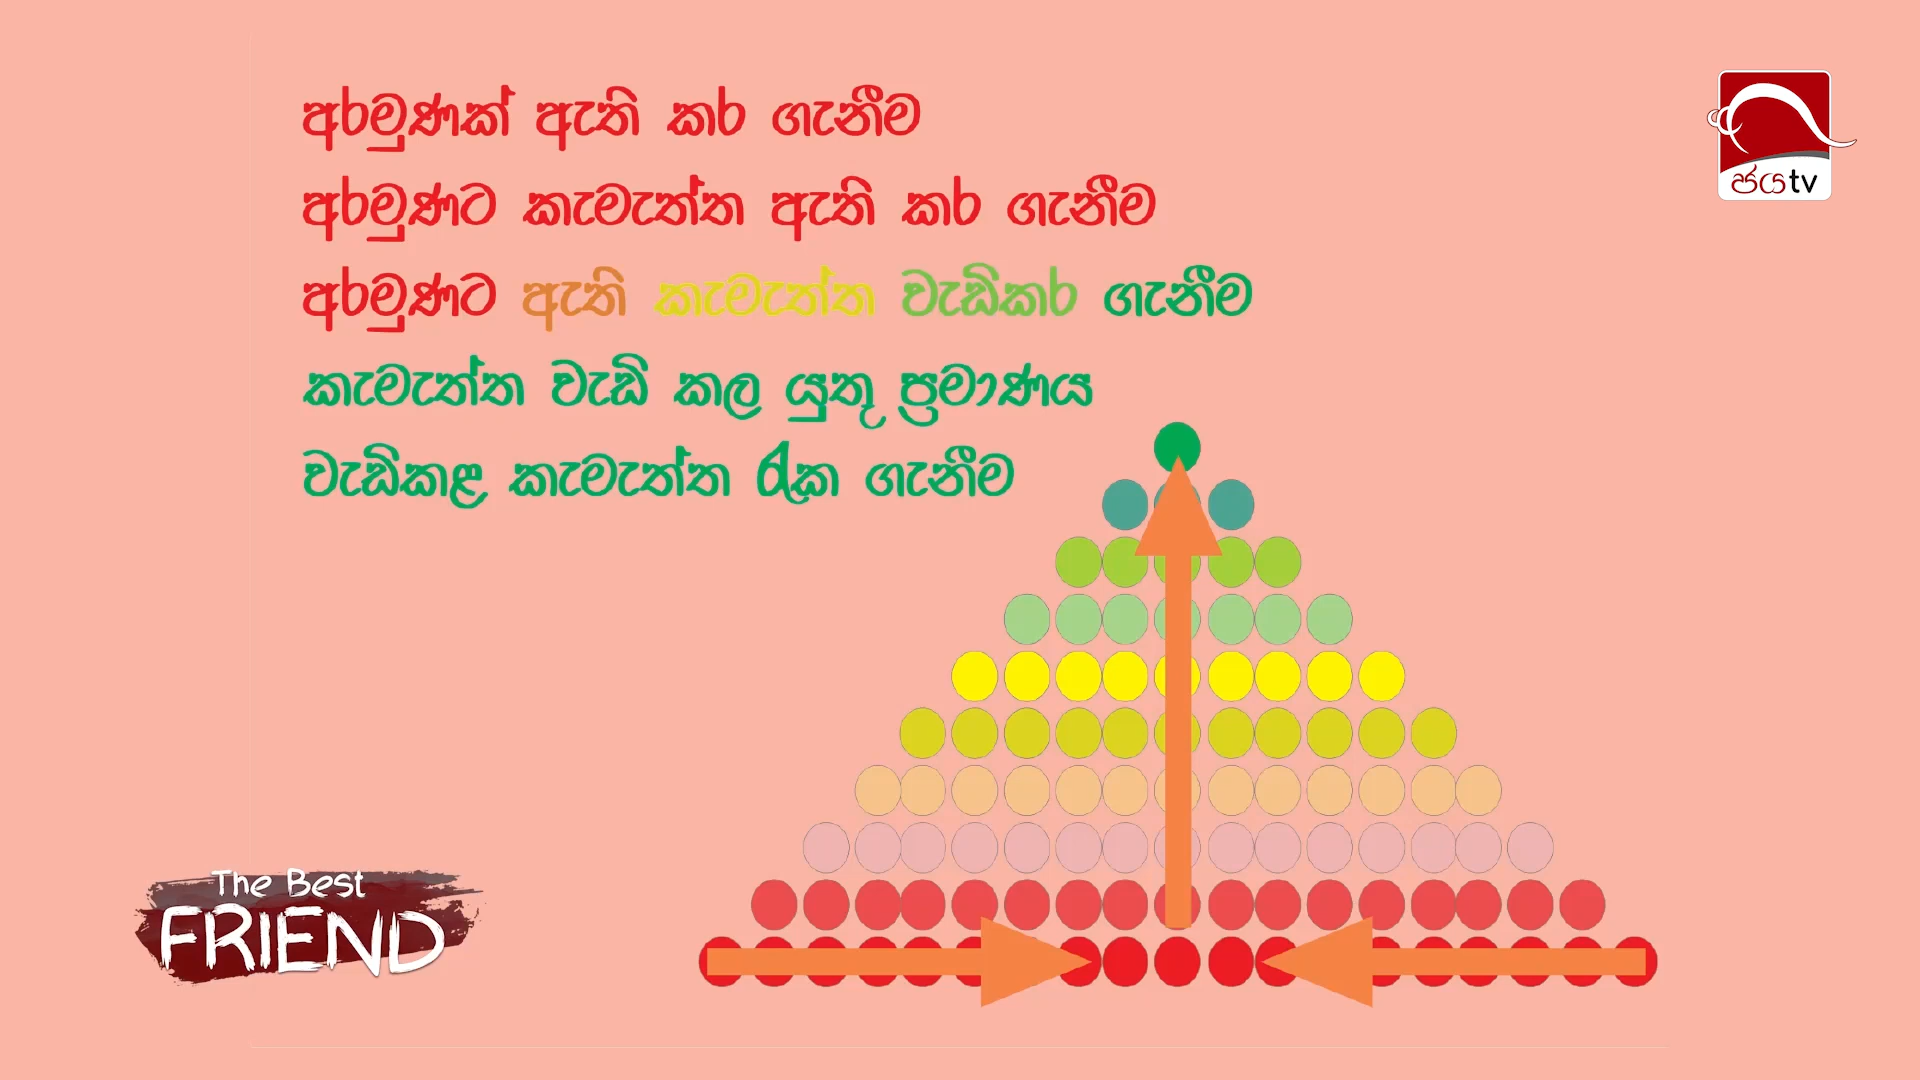 අරමුණක් ඇති කර ගැනීම
අරමුණට කැමැත්ත ඇති කර ගැනීම
අරමුණට ඇති කැමැත්ත වැඩිකර ගැනීම
කැමැත්ත වැඩි කල යුතු ප්‍රමාණය
වැඩිකළ කැමැත්ත රැක ගැනීම
ජයtv
The Best
FRIEND